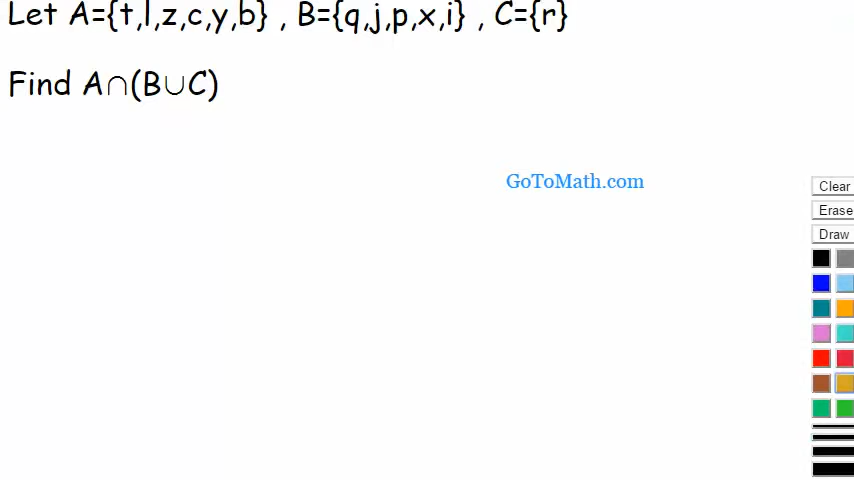 Let A={t,l,z,c,y,b} , B={q,j,p,x,i} , C={r}
Find A∩(B∪C)
GoToMath.com
Clear
Erase
Draw